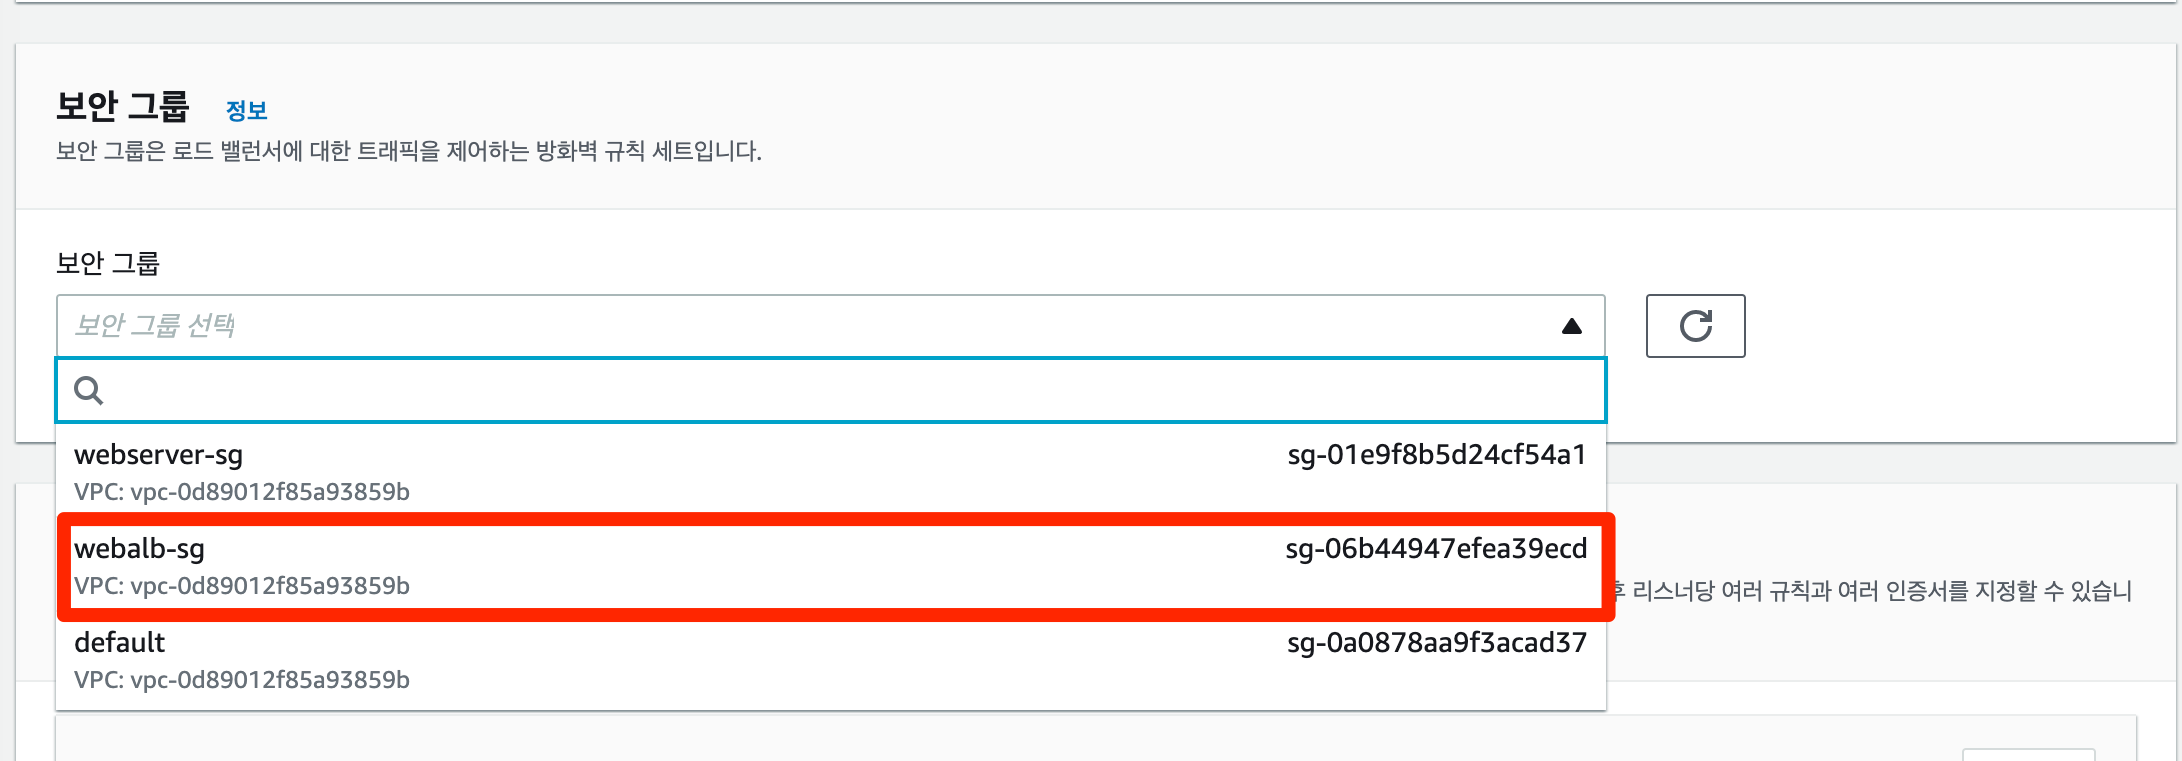 보안 그룹 정보
보안 그룹은 로드 밸런서에 대한 트래픽을 제어하는 방화벽 규칙 세트입니다.
보안 그룹
보안 그룹 선택
webserver-sg sg-01e9f8b5d24cf54a1
VPC: vpc-0d89012f85a93859b
webalb-sg sg-06b44947efea39ecd
VPC: vpc-0d89012f85a93859b
리스너당 여러 규칙과 여러 인증서를 지정할 수 있습니
default sg-0a0878aa9f3acad37
VPC: vpc-0d89012f85a93859b